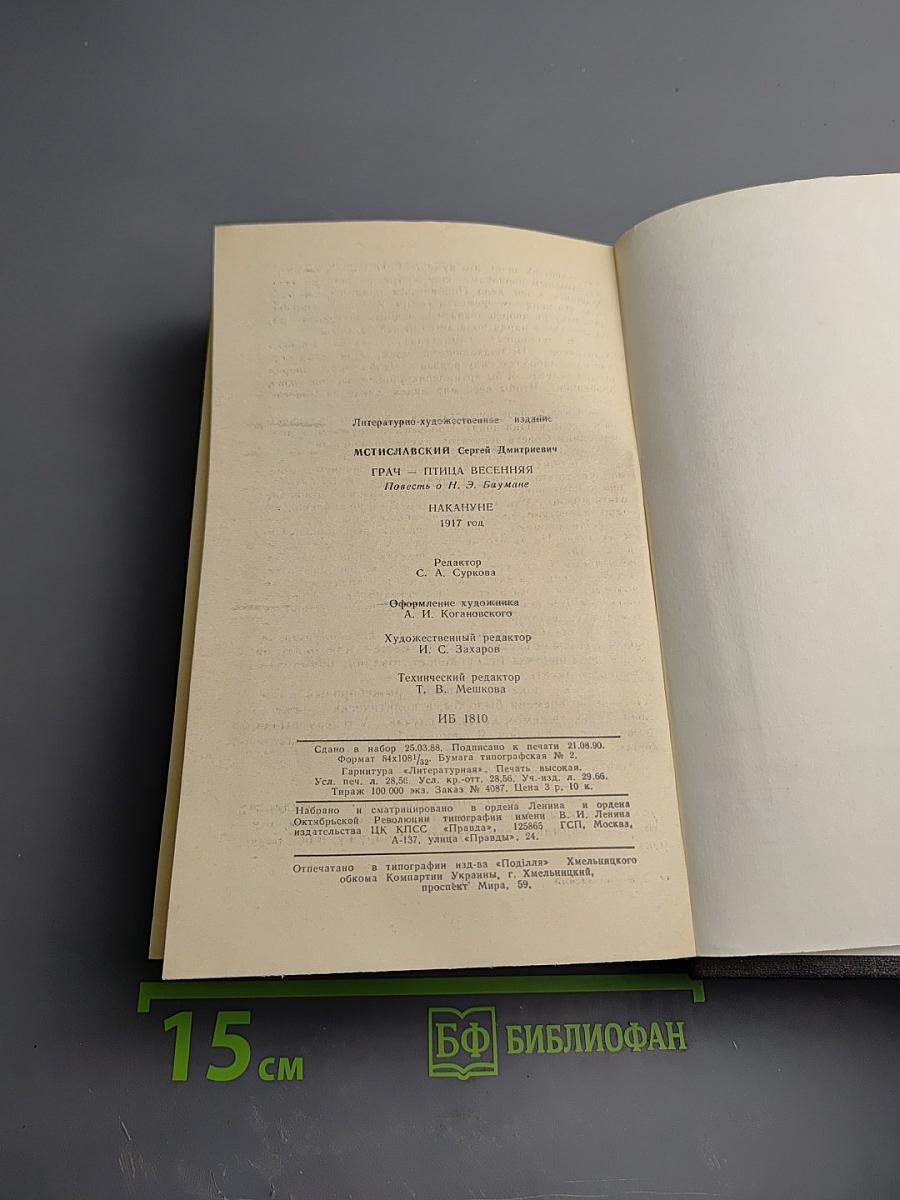 Литературно-художественное издание
МСТИСЛАВСКИЙ Сергей Дмитриевич
ГРАЧ — ПТИЦА ВЕСЕННЯЯ
Повесть о Н. Э. Баумане
НАКАНУНЕ
1917 год
Редактор
С. А. Суркова
Оформление художника
А. И. Когановского
Художественный редактор
И. С. Захаров
Технический редактор
Т. В. Мешкова
ИБ 1810
Сдано в набор 25.03.88. Подписано к печати 21.08.90.
Формат 84х108¹/₃₂. Бумага типографская № 2.
Гарнитура «Литературная». Печать высокая.
Усл. печ. л. 28,56. Усл. кр.-отт. 28,56. Уч.-изд. л. 29.66.
Тираж 100 000 экз. Заказ № 4087. Цена 3 р. 10 к.
Набрано и сматрицировано в ордена Ленина и ордена
Октябрьской Революции типографии имени В. И. Ленина
издательства ЦК КПСС «Правда», 125865 ГСП, Москва,
А-137, улица «Правды», 24.
Отпечатано в типографии изд-ва «Поділля» Хмельницкого
обкома Компартии Украины, г. Хмельницкий,
проспект Мира, 59.
15 см
БФ БИБЛИОФАН